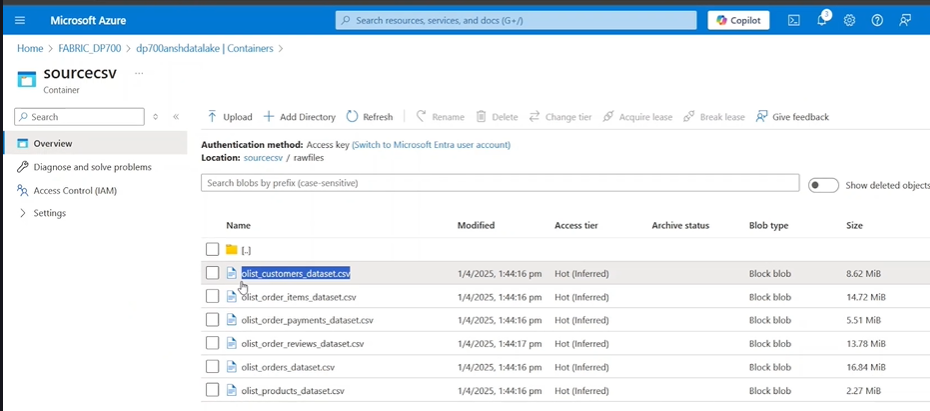 Microsoft Azure
Search resources, services, and docs (G+/)
Copilot
3
Home > FABRIC_DP700 > dp700anshdatalake | Containers >
sourcecsv ...
Container
Search
Overview
Diagnose and solve problems
Access Control (IAM)
Settings
Upload Add Directory Refresh Rename Delete Change tier Acquire lease Break lease Give feedback
Authentication method: Access key (Switch to Microsoft Entra user account)
Location: sourcecsv / rawfiles
Search blobs by prefix (case-sensitive)
Show deleted objects
Name Modified Access tier Archive status Blob type Size
[..]
olist_customers_dataset.csv 1/4/2025, 1:44:16 pm Hot (Inferred) Block blob 8.62 MiB
olist_order_items_dataset.csv 1/4/2025, 1:44:16 pm Hot (Inferred) Block blob 14.72 MiB
olist_order_payments_dataset.csv 1/4/2025, 1:44:16 pm Hot (Inferred) Block blob 5.51 MiB
olist_order_reviews_dataset.csv 1/4/2025, 1:44:17 pm Hot (Inferred) Block blob 13.78 MiB
olist_orders_dataset.csv 1/4/2025, 1:44:16 pm Hot (Inferred) Block blob 16.84 MiB
olist_products_dataset.csv 1/4/2025, 1:44:16 pm Hot (Inferred) Block blob 2.27 MiB